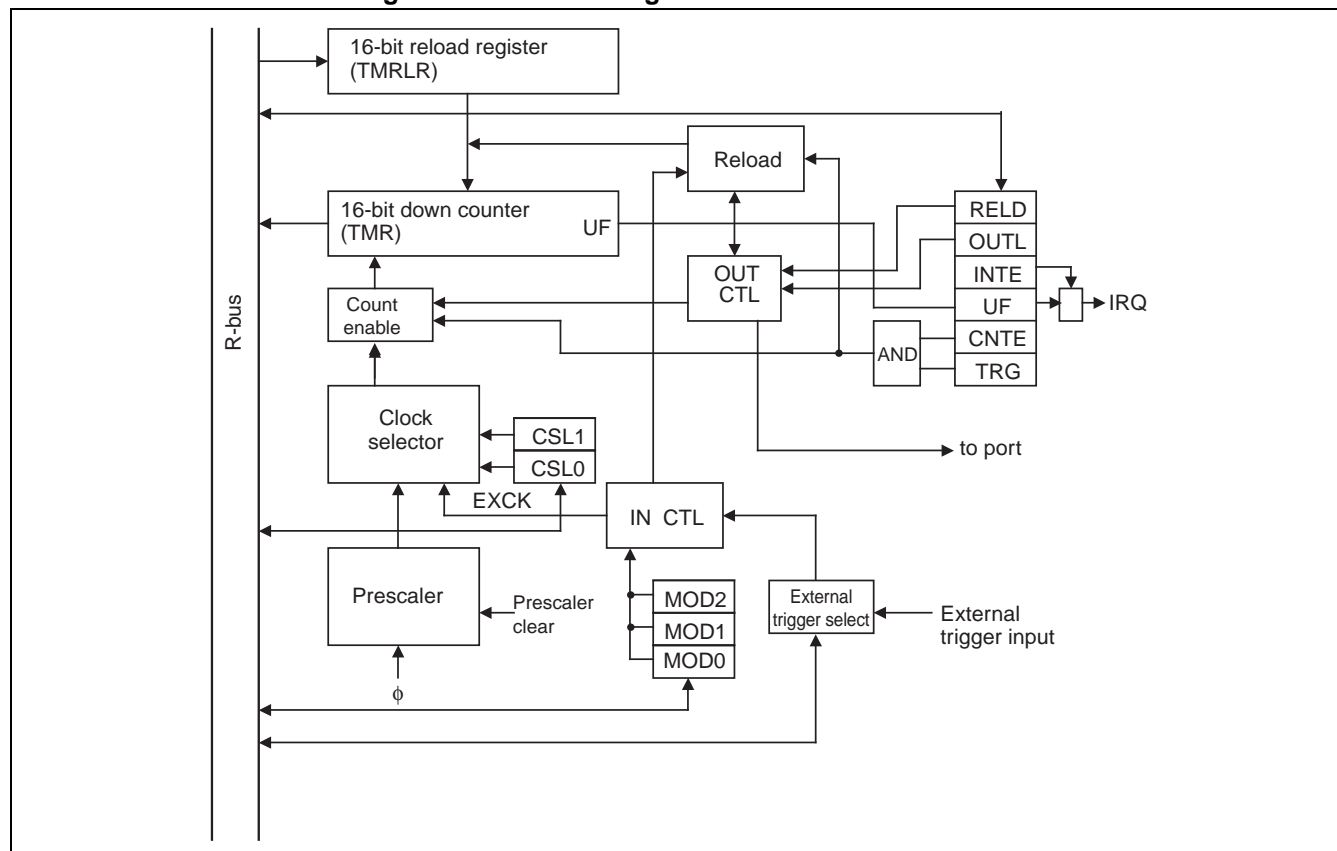 16-bit reload register
(TMRLR)
Reload
16-bit down counter
(TMR)
UF
RELD
OUTL
INTE
UF
CNTE
TRG
IRQ
OUT
CTL
Count
enable
AND
R-bus
Clock
selector
CSL1
CSL0
to port
EXCK
IN CTL
Prescaler
Prescaler
clear
MOD2
MOD1
MOD0
External
trigger select
External
trigger input
ϕ